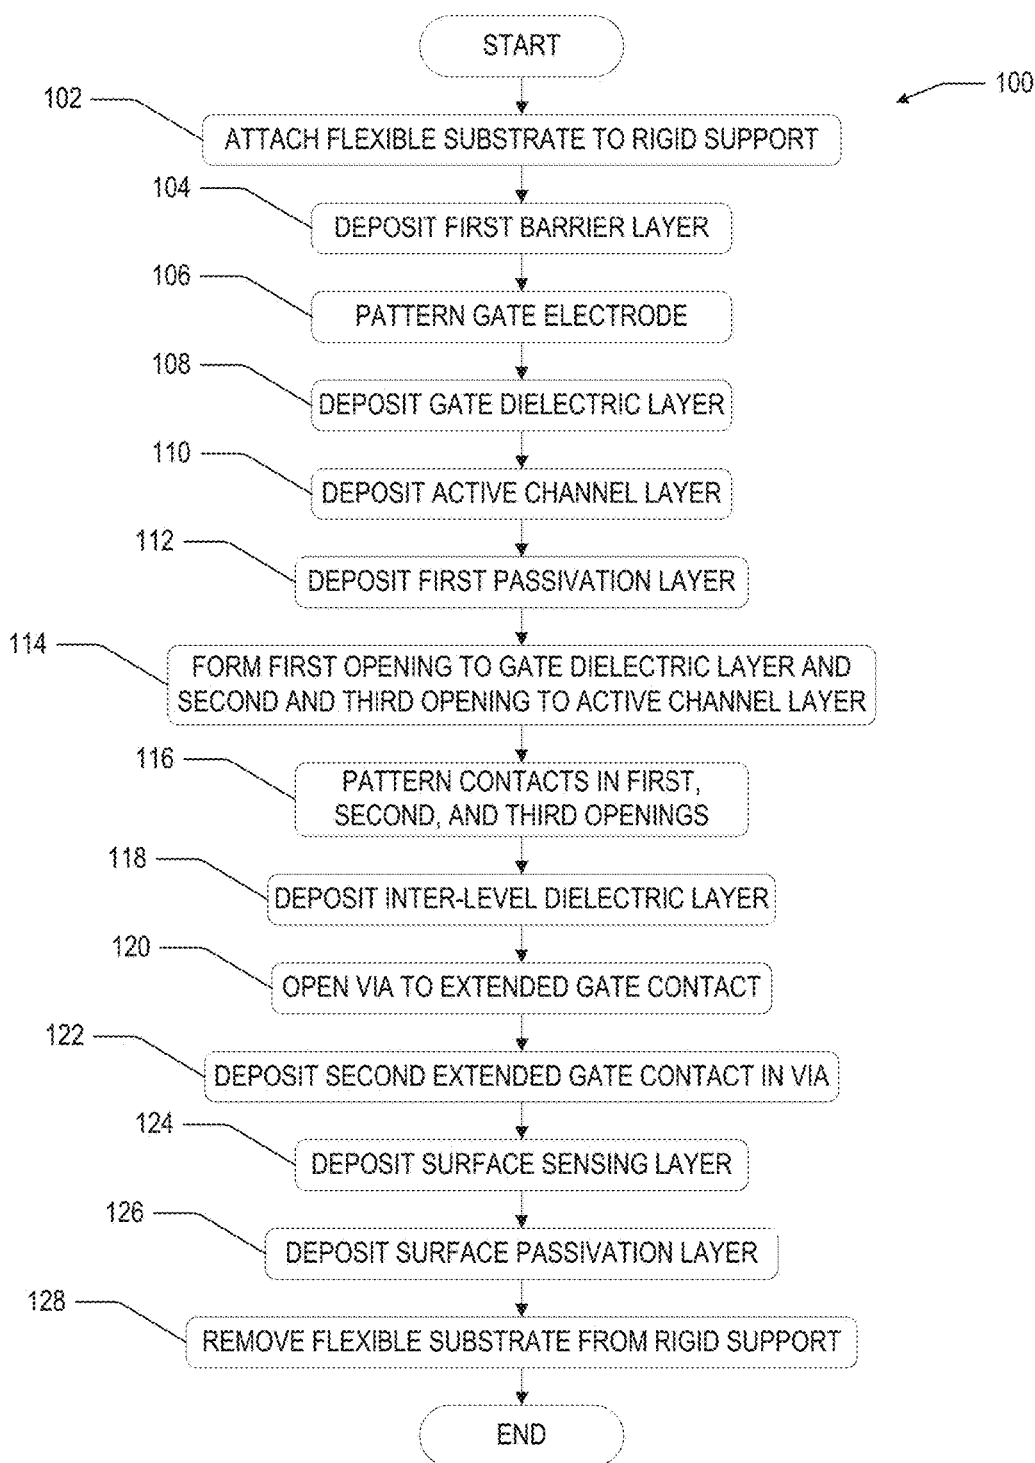 START
100
102
ATTACH FLEXIBLE SUBSTRATE TO RIGID SUPPORT
104
DEPOSIT FIRST BARRIER LAYER
106
PATTERN GATE ELECTRODE
108
DEPOSIT GATE DIELECTRIC LAYER
110
DEPOSIT ACTIVE CHANNEL LAYER
112
DEPOSIT FIRST PASSIVATION LAYER
114
FORM FIRST OPENING TO GATE DIELECTRIC LAYER AND
SECOND AND THIRD OPENING TO ACTIVE CHANNEL LAYER
116
PATTERN CONTACTS IN FIRST,
SECOND, AND THIRD OPENINGS
118
DEPOSIT INTER-LEVEL DIELECTRIC LAYER
120
OPEN VIA TO EXTENDED GATE CONTACT
122
DEPOSIT SECOND EXTENDED GATE CONTACT IN VIA
124
DEPOSIT SURFACE SENSING LAYER
126
DEPOSIT SURFACE PASSIVATION LAYER
128
REMOVE FLEXIBLE SUBSTRATE FROM RIGID SUPPORT
END